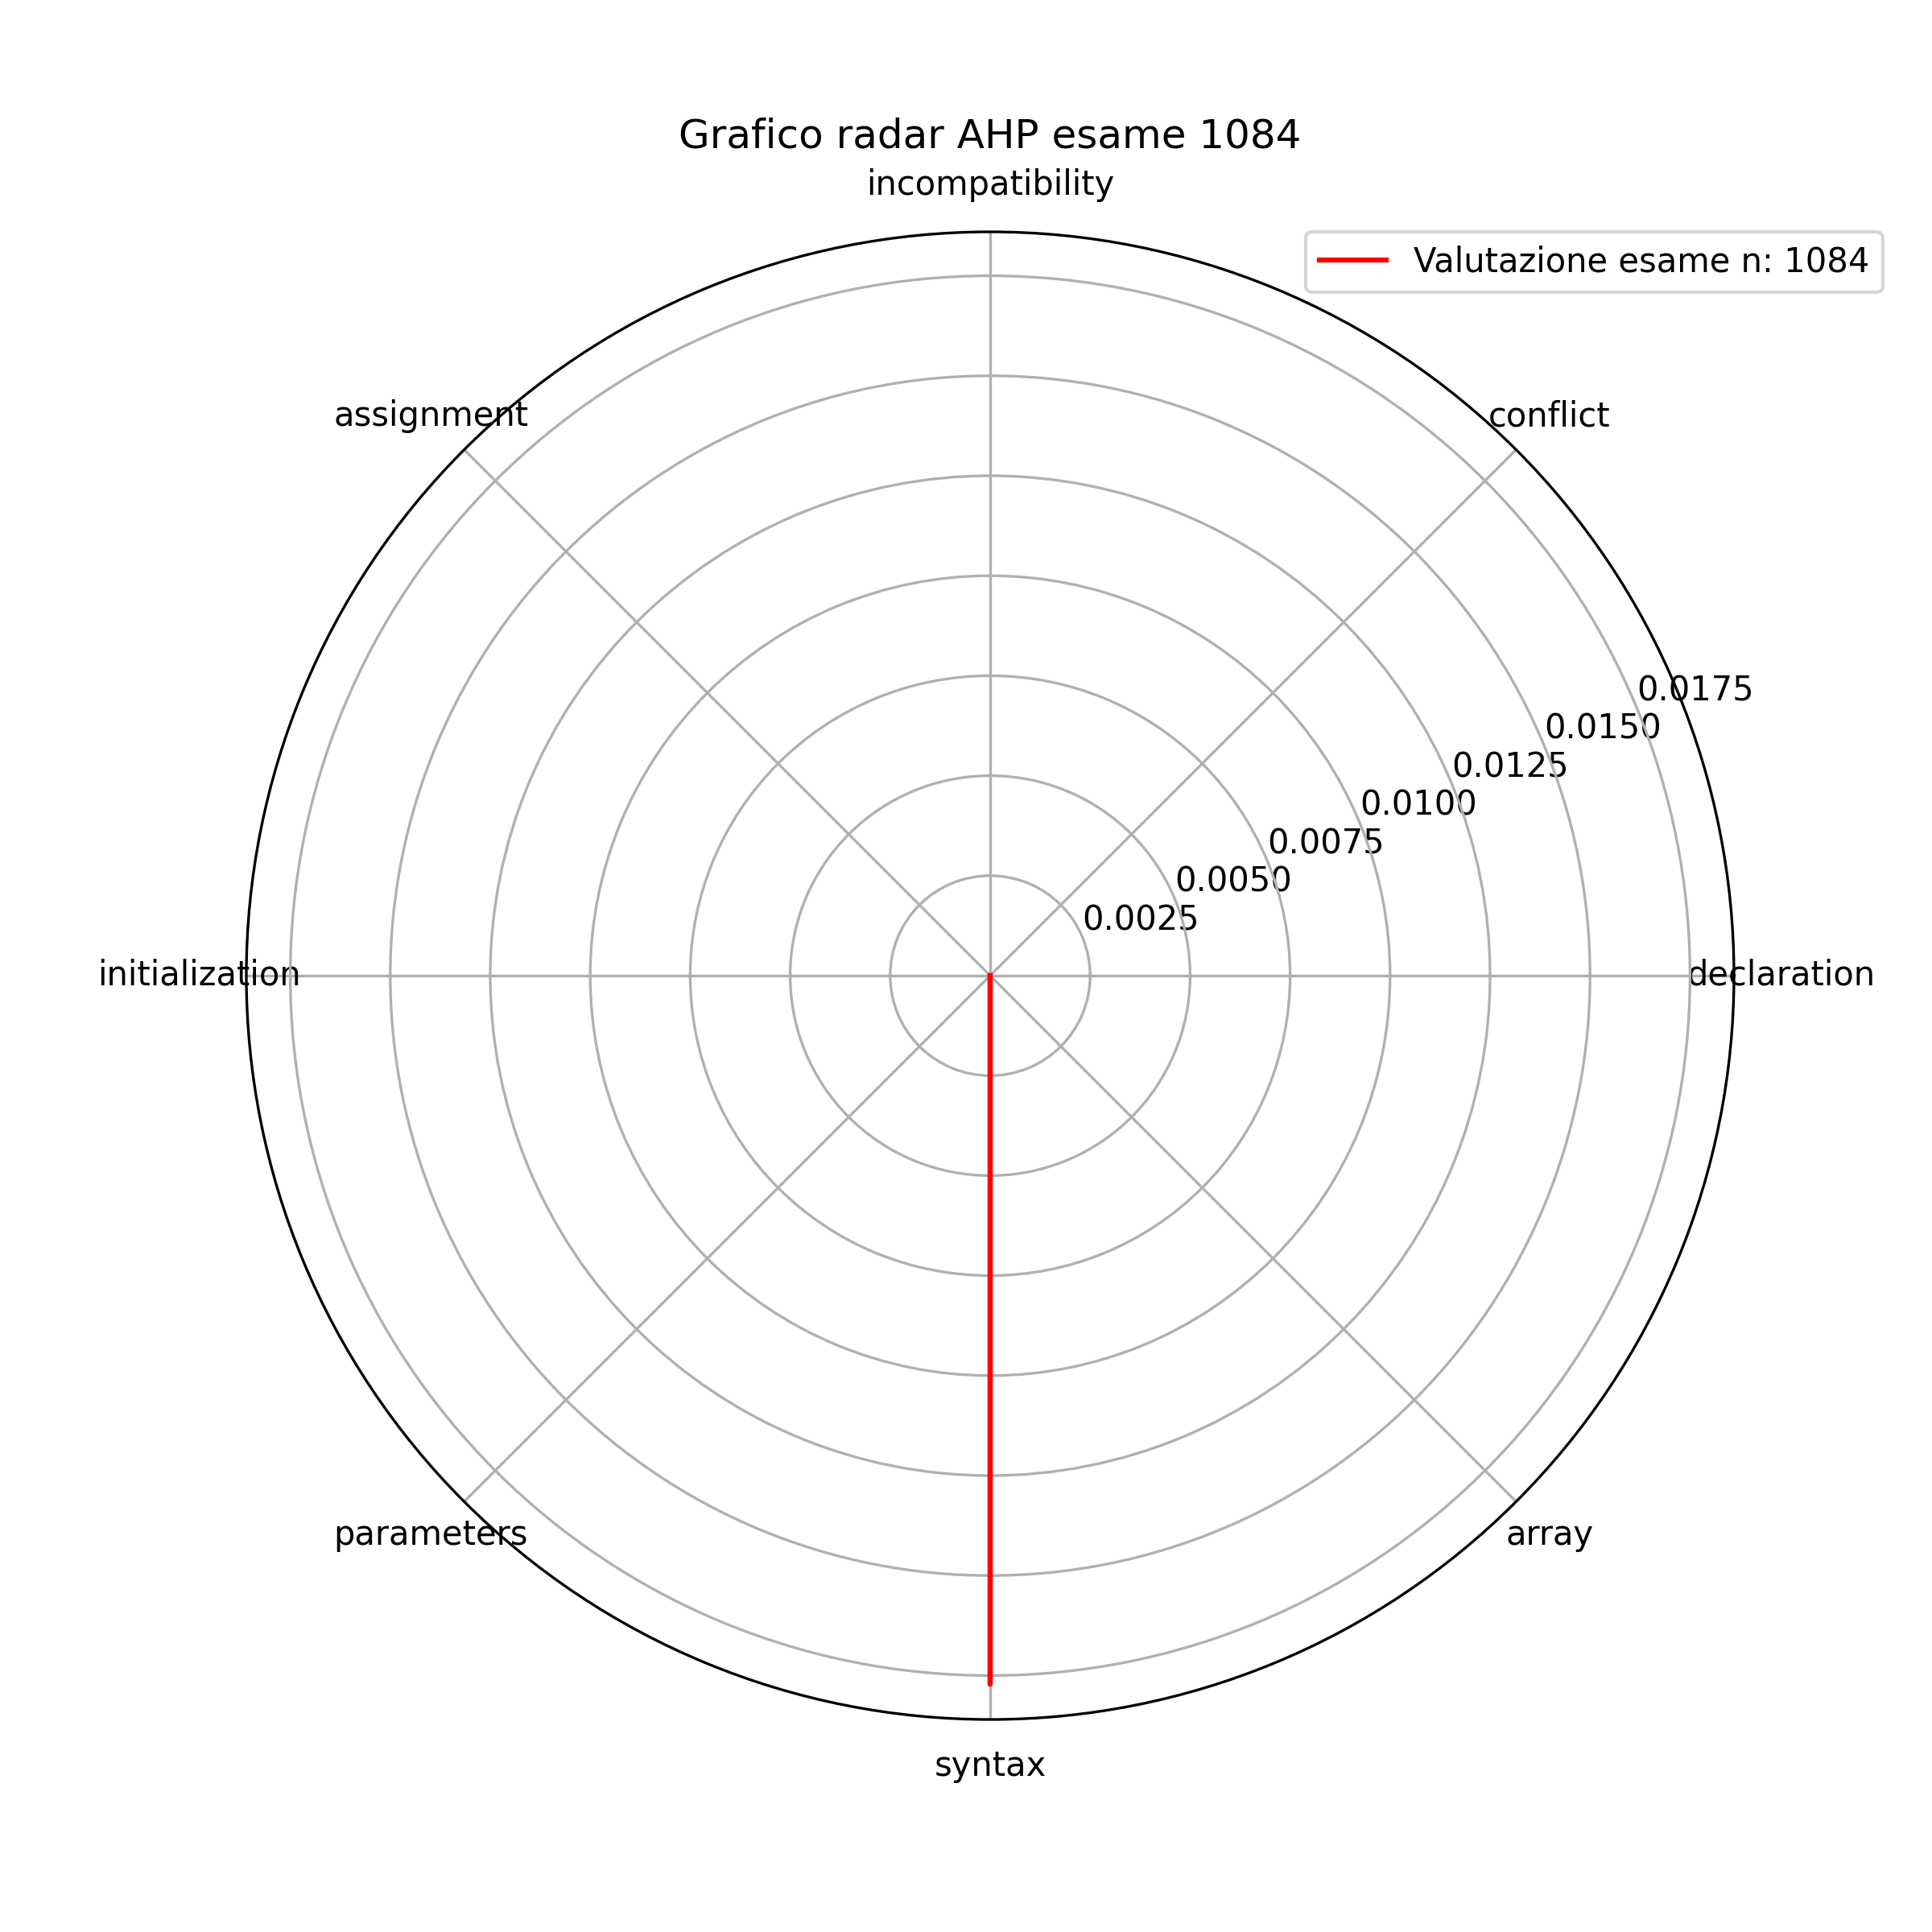 Grafico radar AHP esame 1084
incompatibility
Valutazione esame n: 1084
assignment
conflict
0.0175
0.0150
0.0125
0.0100
0.0075
0.0050
0.0025
initialization
declaration
parameters
array
syntax